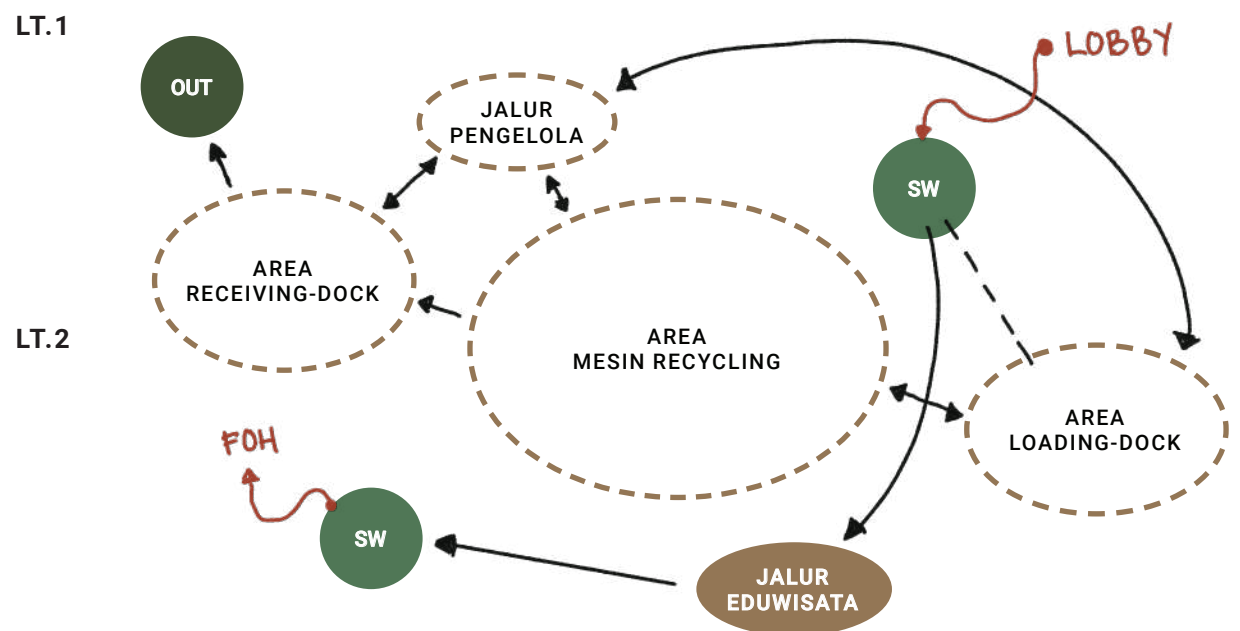 LT.1
OUT
JALUR
PENGELOLA
LOBBY
SW
AREA
RECEIVING-DOCK
LT.2
AREA
MESIN RECYCLING
AREA
LOADING-DOCK
FOH
SW
JALUR
EDUWISATA